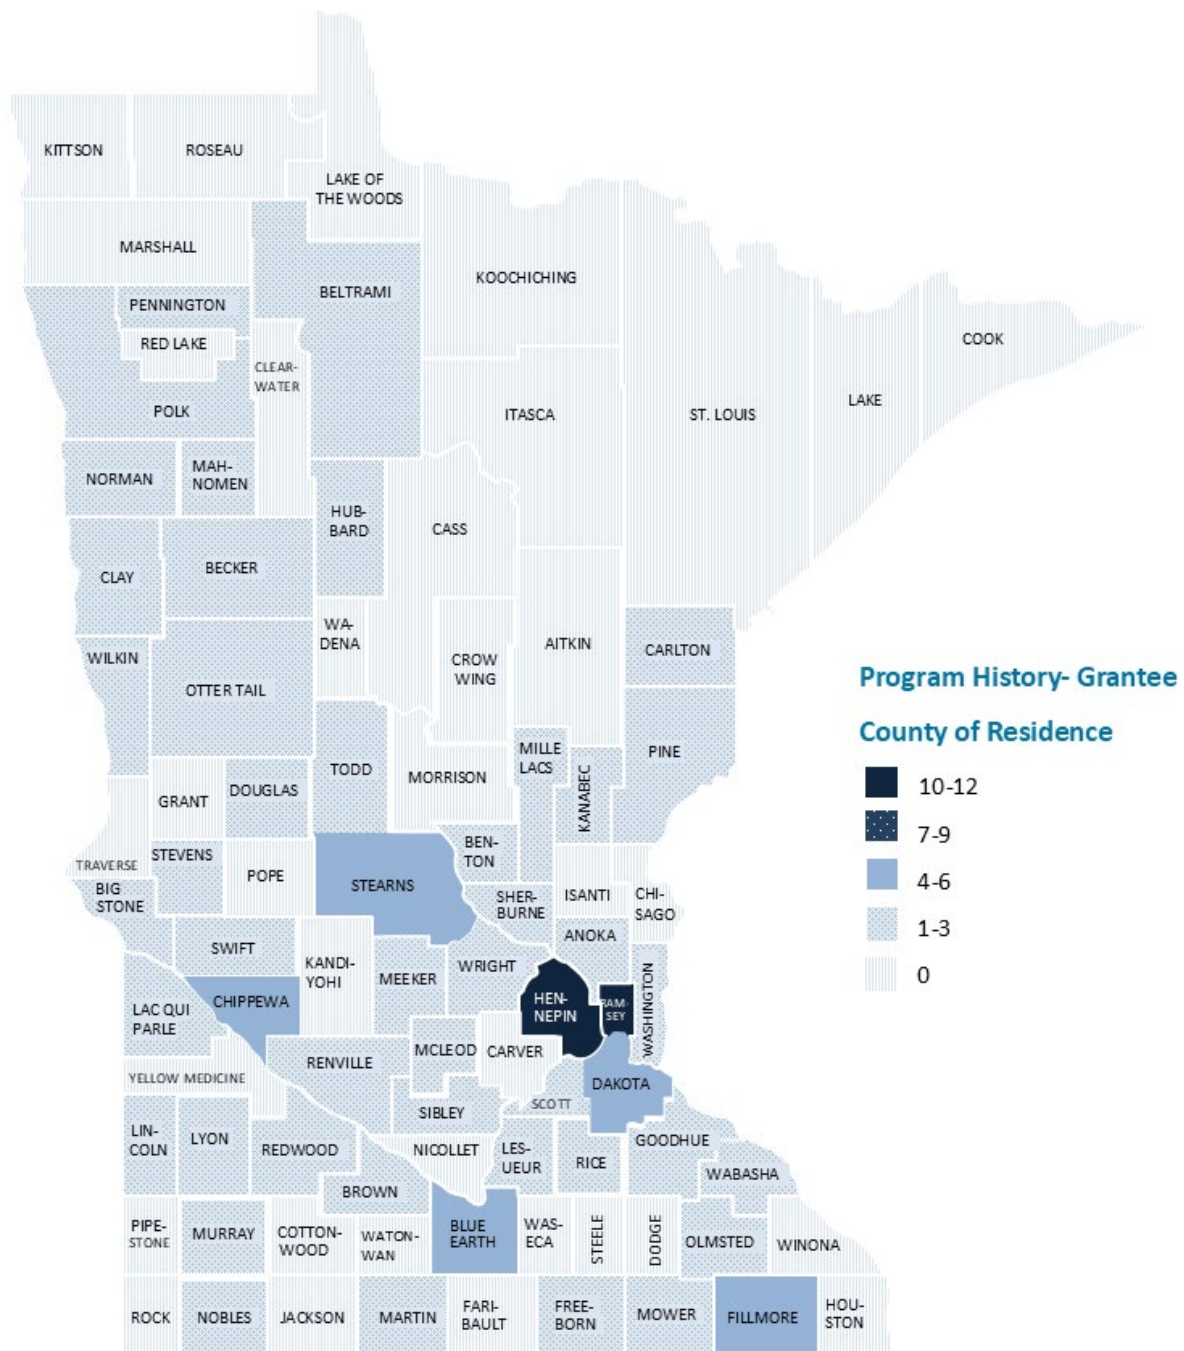 KITTSON
ROSEAU
LAKE OF
THE WOODS
MARSHALL
KOOCHICHING
BELTRAMI
PENNINGTON
RED LAKE
CLEAR-
WATER
COOK
LAKE
POLK
ITASCA
ST. LOUIS
NORMAN
MAH-
NOMEN
HUB-
BARD
CASS
CLAY
BECKER
WA-
DENA
AITKIN
CARLTON
WILKIN
CROW
WING
OTTER TAIL
Program History- Grantee
County of Residence
10-12
7-9
4-6
1-3
0
MILLE
LACS
PINE
TODD
MORRISON
KANABEC
GRANT
DOUGLAS
BEN-
TON
STEVENS
TRAVERSE
POPE
STEARNS
BIG
STONE
SHER-
BURNE
ISANTI
CHI-
SAGO
ANOKA
SWIFT
KANDI-
YOHI
MEEKER
WRIGHT
WASHINGTON
CHIPPEWA
HEN-
NEPIN
RAM-
SEY
LAC QUI
PARLE
MCLEOD
CARVER
RENVILLE
YELLOW MEDICINE
DAKOTA
SCOTT
SIBLEY
LIN-
COLN
LYON
REDWOOD
NICOLLET
LES-
UEUR
RICE
GOODHUE
WABASHA
BROWN
PIPE-
STONE
MURRAY
COTTON-
WOOD
WATON-
WAN
BLUE
EARTH
WAS-
ECA
STEELE
DODGE
OLMSTED
WINONA
ROCK
NOBLES
JACKSON
MARTIN
FARI-
BAULT
FREE-
BORN
MOWER
FILLMORE
HOU-
STON